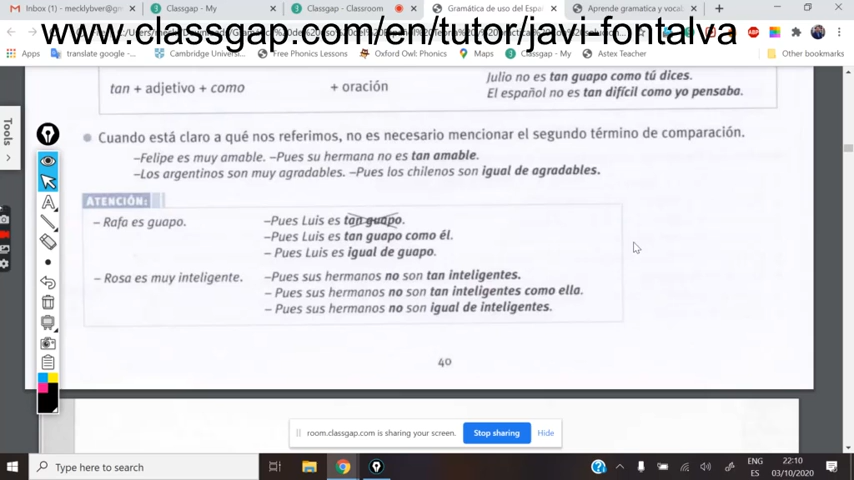 Inbox (1) - mecklyber@gm
Classgap - My
Classgap - Classroom
Gramática de uso del Espa
Aprende gramatica y vocal
www.classgap.com/en/tutor/javi-fontalva
Apps
translate google -...
Cambridge Univers...
Free Phonics Lessons
Oxford Owl: Phonics
Maps
Classgap - My
Astex Teacher
Other bookmarks
Julio no es tan guapo como tú dices.
tan + adjetivo + como + oración
El español no es tan difícil como yo pensaba.
Tools
Cuando está claro a qué nos referimos, no es necesario mencionar el segundo término de comparación.
–Felipe es muy amable. –Pues su hermana no es tan amable.
–Los argentinos son muy agradables. –Pues los chilenos son igual de agradables.
ATENCIÓN:
– Rafa es guapo. –Pues Luis es tan guapo.
–Pues Luis es tan guapo como él.
– Pues Luis es igual de guapo.
– Rosa es muy inteligente. –Pues sus hermanos no son tan inteligentes.
– Pues sus hermanos no son tan inteligentes como ella.
– Pues sus hermanos no son igual de inteligentes.
40
room.classgap.com is sharing your screen.
Stop sharing
Hide
Type here to search
ENG
ES
22:10
03/10/2020